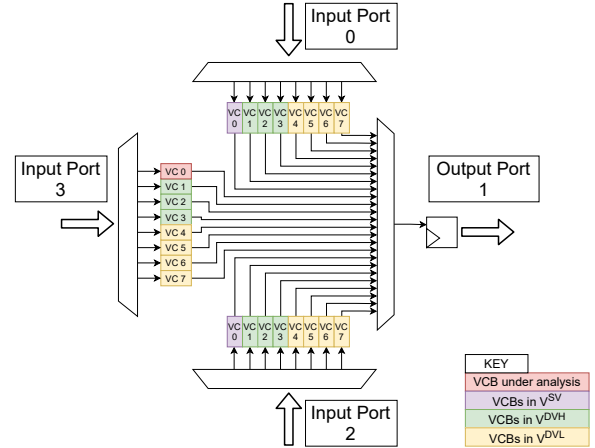 Input Port
0
VC
0
VC
1
VC
2
VC
3
VC
4
VC
5
VC
6
VC
7
Input Port
3
VC 0
VC 1
VC 2
VC 3
VC 4
VC 5
VC 6
VC 7
Output Port
1
VC
0
VC
1
VC
2
VC
3
VC
4
VC
5
VC
6
VC
7
Input Port
2
KEY
VCB under analysis
VCBs in V^SV
VCBs in V^DVH
VCBs in V^DVL